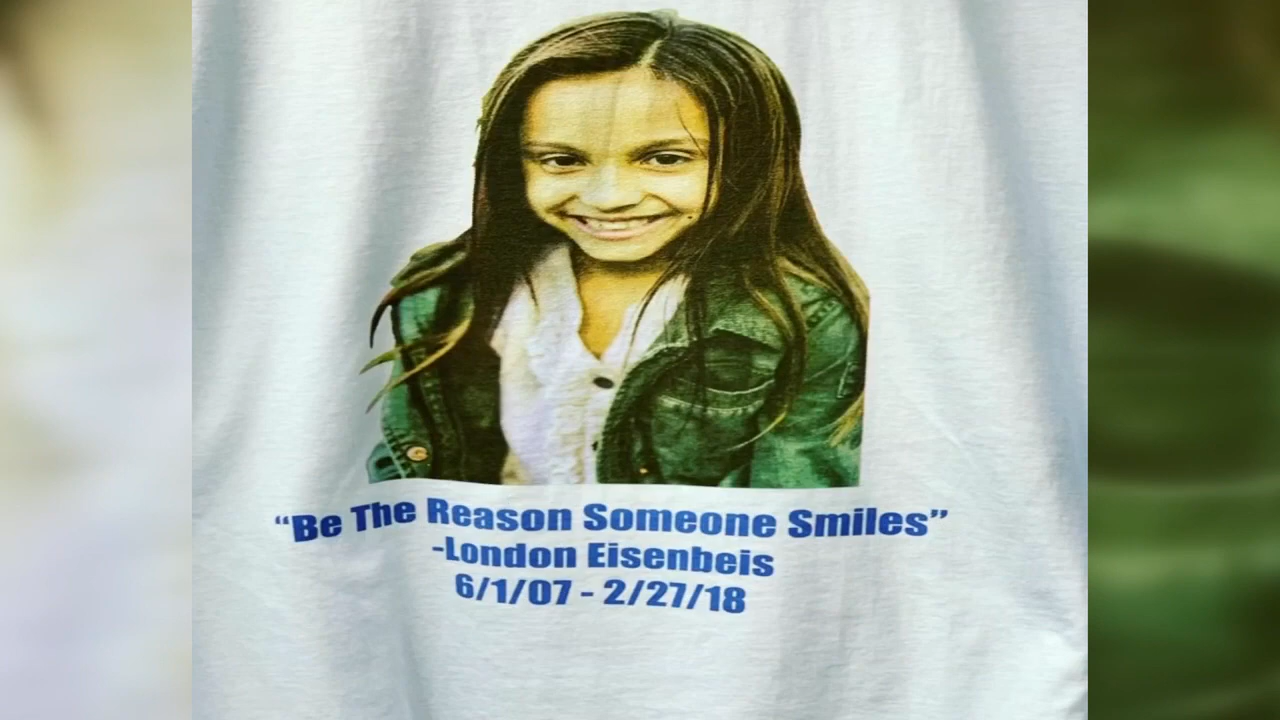 “Be The Reason Someone Smiles”
-London Eisenbeis
6/1/07 - 2/27/18